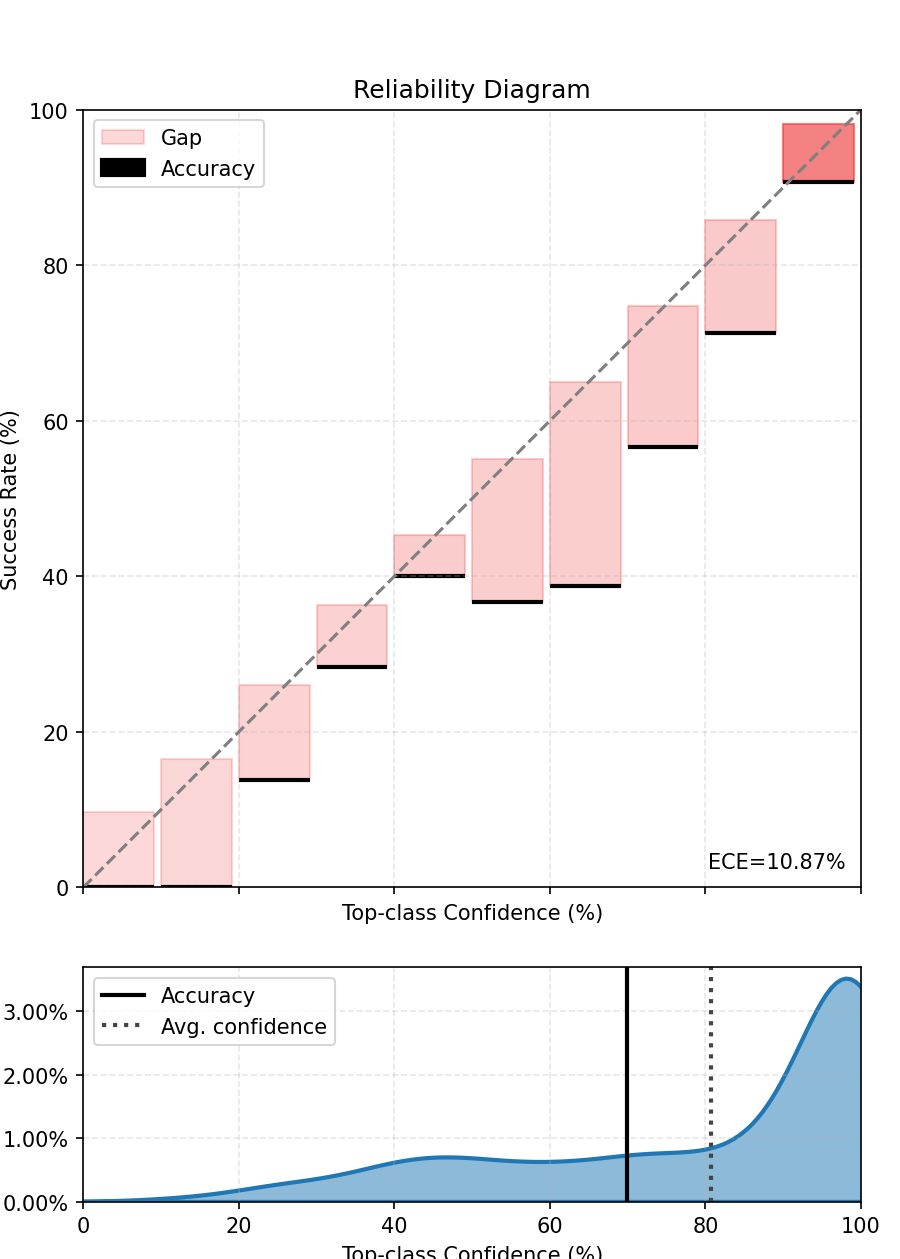 Reliability Diagram
100
80
60
40
20
0
Success Rate (%)
Gap
Accuracy
ECE=10.87%
Top-class Confidence (%)
3.00%
2.00%
1.00%
0.00%
Accuracy
Avg. confidence
0 20 40 60 80 100
Top-class Confidence (%)